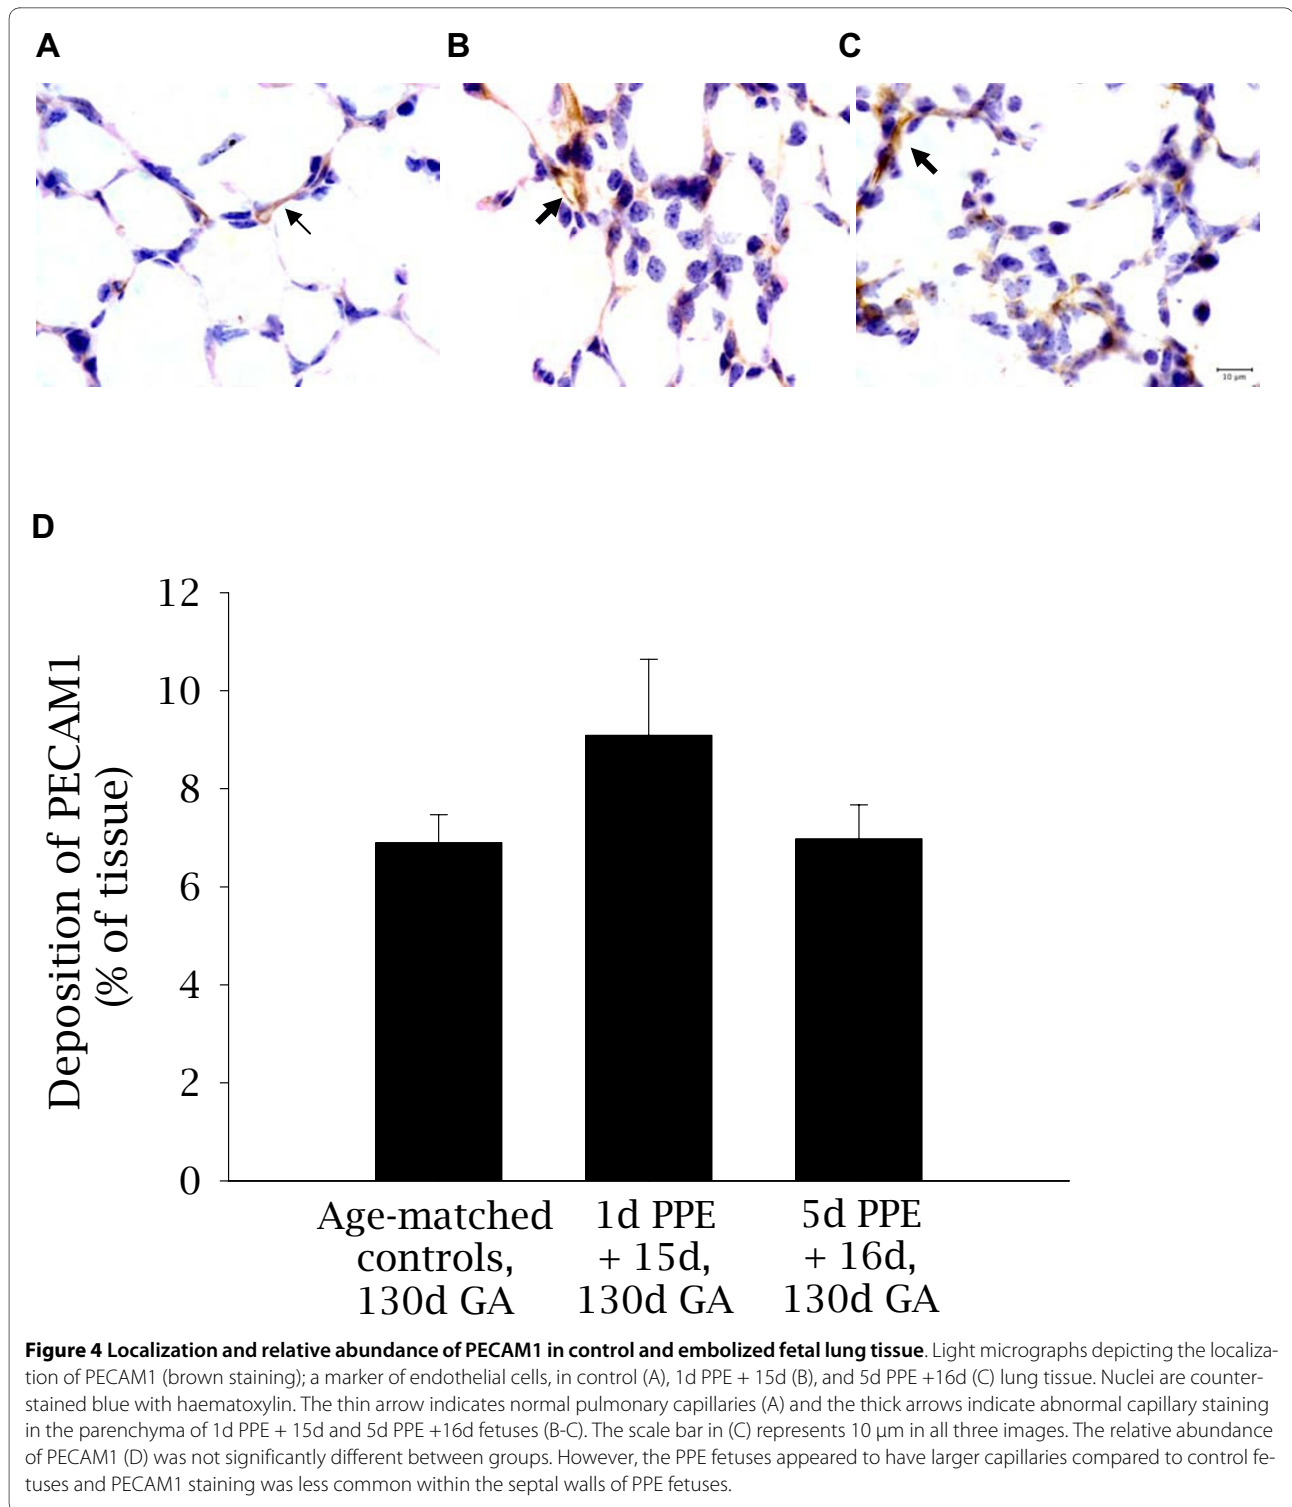 A
B
C
10 µm
D
12
10
8
6
4
2
0
Deposition of PECAM1
(% of tissue)
Age-matched
controls,
130d GA
1d PPE
+ 15d,
130d GA
5d PPE
+ 16d,
130d GA
Figure 4 Localization and relative abundance of PECAM1 in control and embolized fetal lung tissue. Light micrographs depicting the localiza-
tion of PECAM1 (brown staining); a marker of endothelial cells, in control (A), 1d PPE + 15d (B), and 5d PPE +16d (C) lung tissue. Nuclei are counter-
stained blue with haematoxylin. The thin arrow indicates normal pulmonary capillaries (A) and the thick arrows indicate abnormal capillary staining
in the parenchyma of 1d PPE + 15d and 5d PPE +16d fetuses (B-C). The scale bar in (C) represents 10 µm in all three images. The relative abundance
of PECAM1 (D) was not significantly different between groups. However, the PPE fetuses appeared to have larger capillaries compared to control fe-
tuses and PECAM1 staining was less common within the septal walls of PPE fetuses.